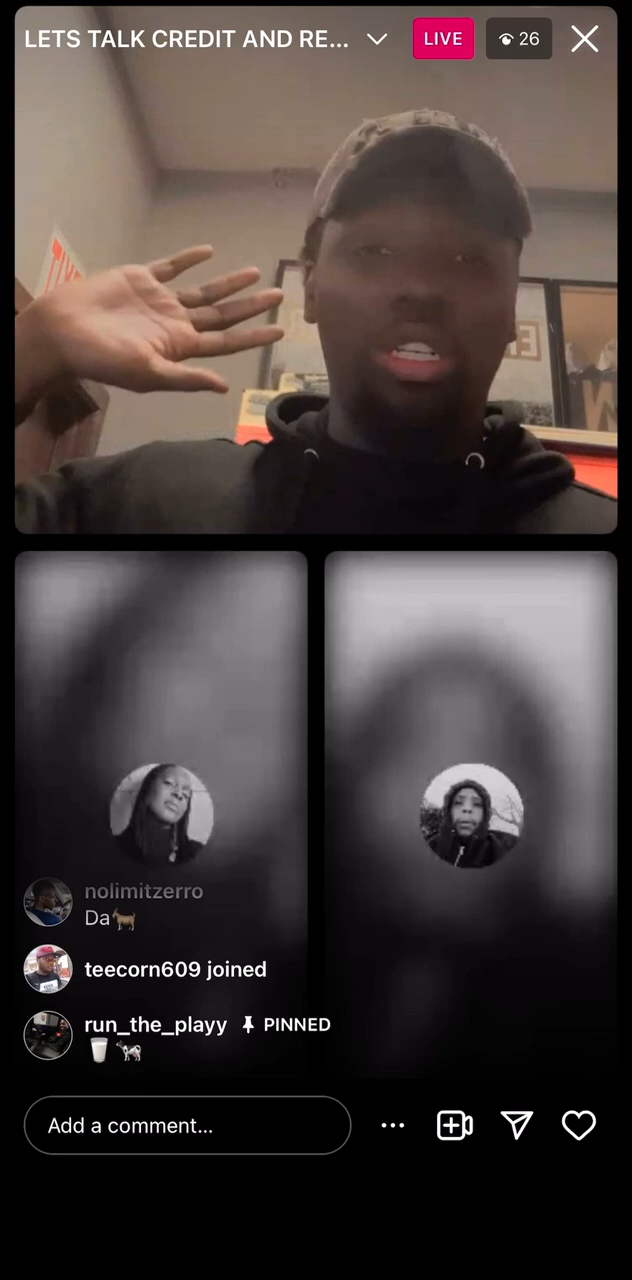 LETS TALK CREDIT AND RE...
LIVE
26
nolimitzerro
Da🐐
teecorn609 joined
run_the_playy PINNED
🥛🐄
Add a comment...